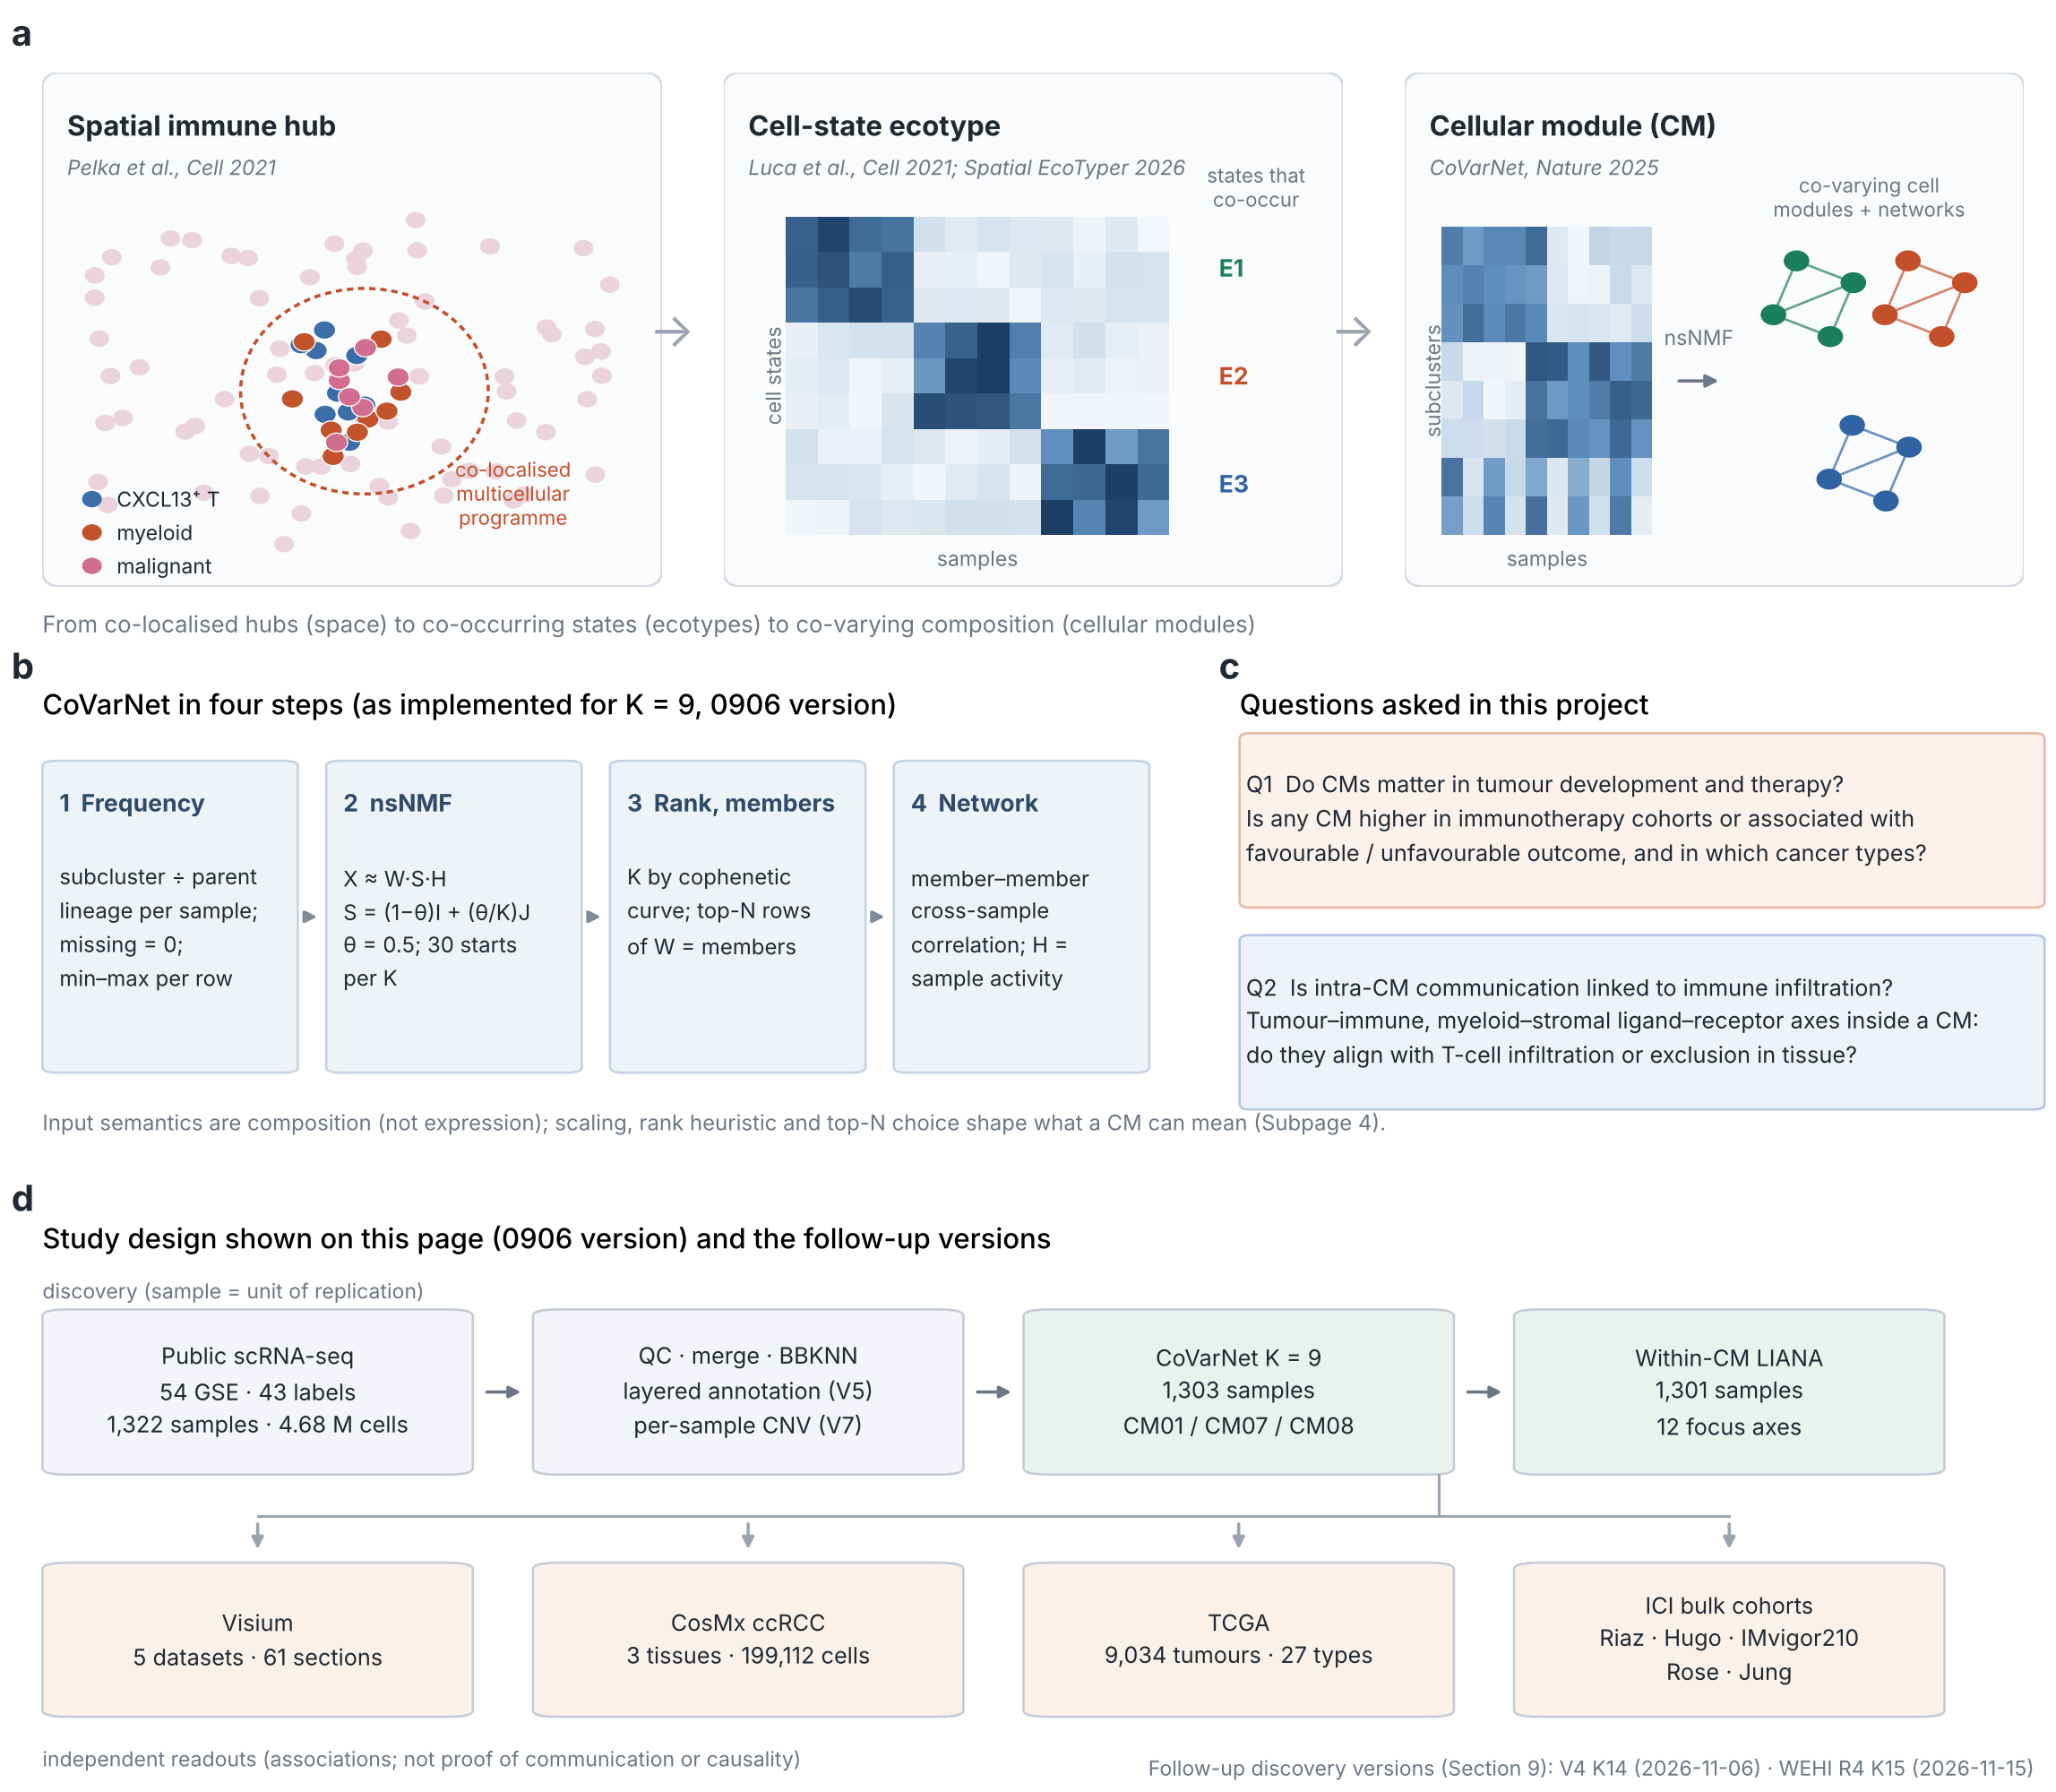 a
Spatial immune hub
Pelka et al., Cell 2021
co-localised
multicellular
programme
CXCL13⁺ T
myeloid
malignant
Cell-state ecotype
Luca et al., Cell 2021; Spatial EcoTyper 2026
states that
co-occur
cell states
E1
E2
E3
samples
Cellular module (CM)
CoVarNet, Nature 2025
co-varying cell
modules + networks
subclusters
nsNMF
samples
From co-localised hubs (space) to co-occurring states (ecotypes) to co-varying composition (cellular modules)
b
CoVarNet in four steps (as implemented for K = 9, 0906 version)
1 Frequency
subcluster ÷ parent
lineage per sample;
missing = 0;
min–max per row
2 nsNMF
X ≈ W·S·H
S = (1−θ)I + (θ/K)J
θ = 0.5; 30 starts
per K
3 Rank, members
K by cophenetic
curve; top-N rows
of W = members
4 Network
member–member
cross-sample
correlation; H =
sample activity
Input semantics are composition (not expression); scaling, rank heuristic and top-N choice shape what a CM can mean (Subpage 4).
c
Questions asked in this project
Q1 Do CMs matter in tumour development and therapy?
Is any CM higher in immunotherapy cohorts or associated with
favourable / unfavourable outcome, and in which cancer types?
Q2 Is intra-CM communication linked to immune infiltration?
Tumour–immune, myeloid–stromal ligand–receptor axes inside a CM:
do they align with T-cell infiltration or exclusion in tissue?
d
Study design shown on this page (0906 version) and the follow-up versions
discovery (sample = unit of replication)
Public scRNA-seq
54 GSE · 43 labels
1,322 samples · 4.68 M cells
QC · merge · BBKNN
layered annotation (V5)
per-sample CNV (V7)
CoVarNet K = 9
1,303 samples
CM01 / CM07 / CM08
Within-CM LIANA
1,301 samples
12 focus axes
Visium
5 datasets · 61 sections
CosMx ccRCC
3 tissues · 199,112 cells
TCGA
9,034 tumours · 27 types
ICI bulk cohorts
Riaz · Hugo · IMvigor210
Rose · Jung
independent readouts (associations; not proof of communication or causality)
Follow-up discovery versions (Section 9): V4 K14 (2026-11-06) · WEHI R4 K15 (2026-11-15)